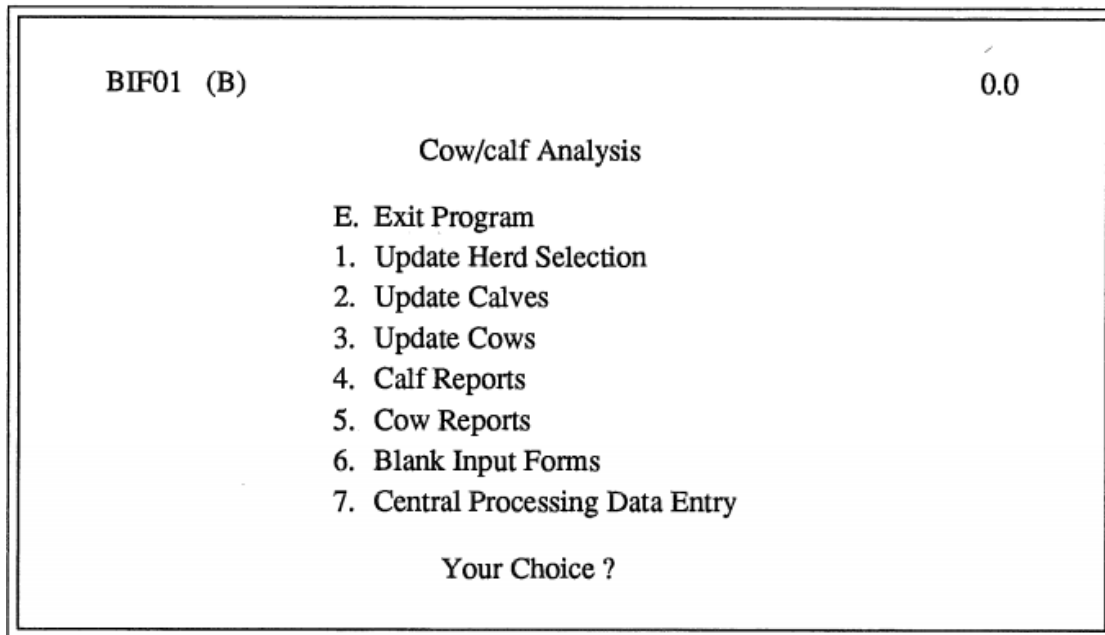 BIF01 (B) 0.0
Cow/calf Analysis
E. Exit Program
1. Update Herd Selection
2. Update Calves
3. Update Cows
4. Calf Reports
5. Cow Reports
6. Blank Input Forms
7. Central Processing Data Entry
Your Choice ?